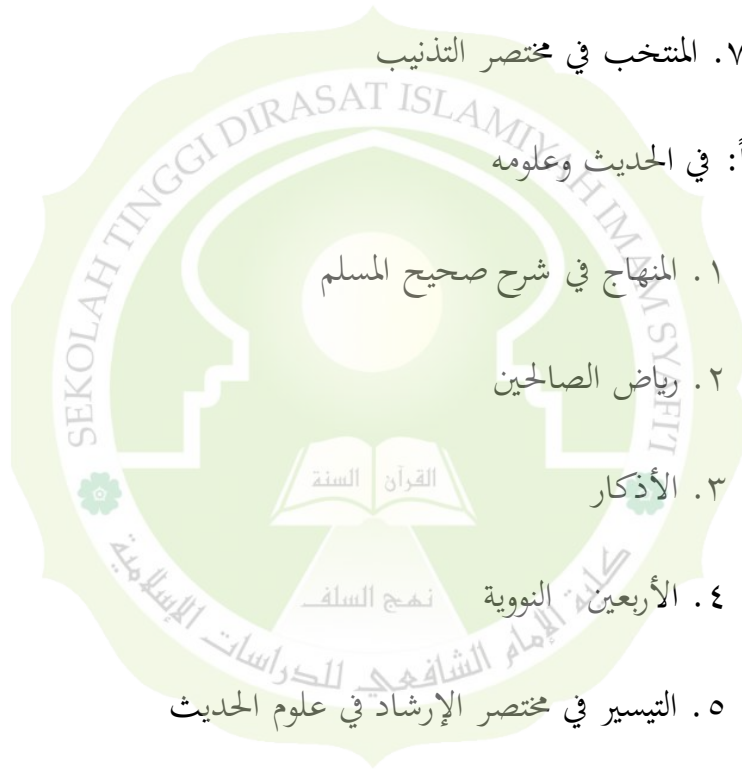 ٧. المنتخب في مختصر التذنيب
اً: في الحديث وعلومه
١. المنهاج في شرح صحيح المسلم
٢. رياض الصالحين
٣. الأذكار
٤. الأربعين النووية
٥. التيسير في مختصر الإرشاد في علوم الحديث
SEKOLAH TINGGI DIRASAT ISLAMIYAH IMAM SYAFI'I
القرآن السنة
نهج السلف
كلية الإمام الشافعي للدراسات الإسلامية